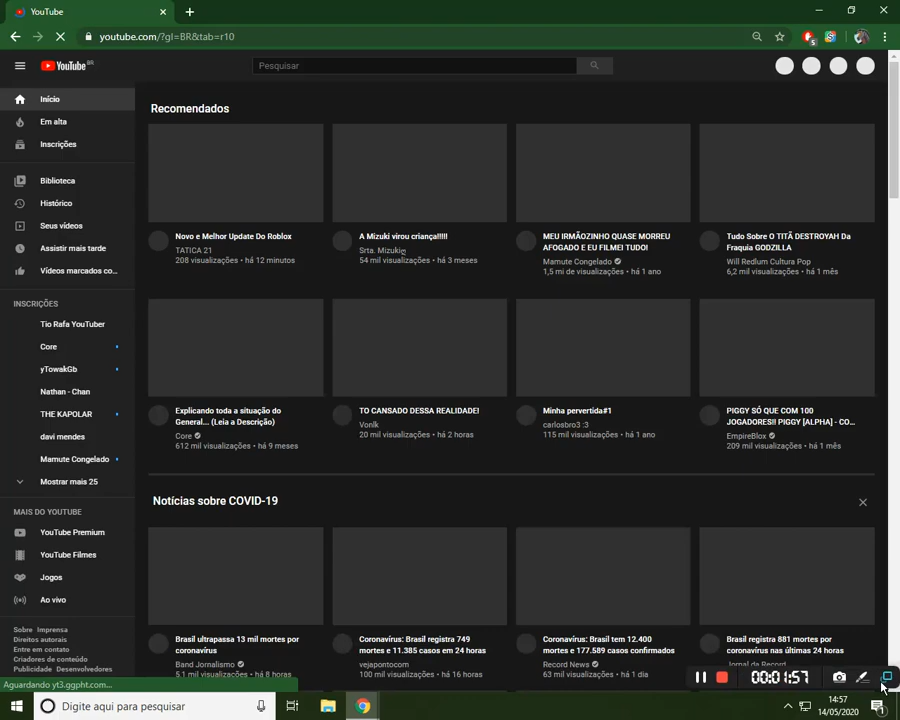 YouTube
youtube.com/?gl=BR&tab=r10
5
YouTube BR
Pesquisar
Início
Em alta
Inscrições
Biblioteca
Histórico
Seus vídeos
Assistir mais tarde
Vídeos marcados co...
INSCRIÇÕES
Tio Rafa YouTuber
Core
yTowakGb
Nathan - Chan
THE KAPOLAR
davi mendes
Mamute Congelado
Mostrar mais 25
MAIS DO YOUTUBE
YouTube Premium
YouTube Filmes
Jogos
Ao vivo
Sobre Imprensa
Direitos autorais
Entre em contato
Criadores de conteúdo
Publicidade Desenvolvedores
Recomendados
Novo e Melhor Update Do Roblox
TATICA 21
208 visualizações • há 12 minutos
A Mizuki virou criança!!!!!
Srta. Mizuki
54 mil visualizações • há 3 meses
MEU IRMÃOZINHO QUASE MORREU
AFOGADO E EU FILMEI TUDO!
Mamute Congelado
1,5 mi de visualizações • há 1 ano
Tudo Sobre O TITÃ DESTROYAH Da
Fraquia GODZILLA
Will Redlum Cultura Pop
6,2 mil visualizações • há 1 mês
Explicando toda a situação do
General... (Leia a Descrição)
Core
612 mil visualizações • há 9 meses
TO CANSADO DESSA REALIDADE!
Vonlk
20 mil visualizações • há 2 horas
Minha pervertida#1
carlosbro3 :3
115 mil visualizações • há 1 ano
PIGGY SÓ QUE COM 100
JOGADORES!! PIGGY [ALPHA] - CO...
EmpireBlox
209 mil visualizações • há 1 mês
Notícias sobre COVID-19
Brasil ultrapassa 13 mil mortes por
coronavírus
Band Jornalismo
5,1 mil visualizações • há 8 horas
Coronavírus: Brasil registra 749
mortes e 11.385 casos em 24 horas
vejapontocom
100 mil visualizações • há 16 horas
Coronavírus: Brasil tem 12.400
mortes e 177.589 casos confirmados
Record News
63 mil visualizações • há 1 dia
Brasil registra 881 mortes por
coronavírus nas últimas 24 horas
Jornal da Record
00:01:57
Aguardando yt3.ggpht.com...
Digite aqui para pesquisar
14:57
14/05/2020
1